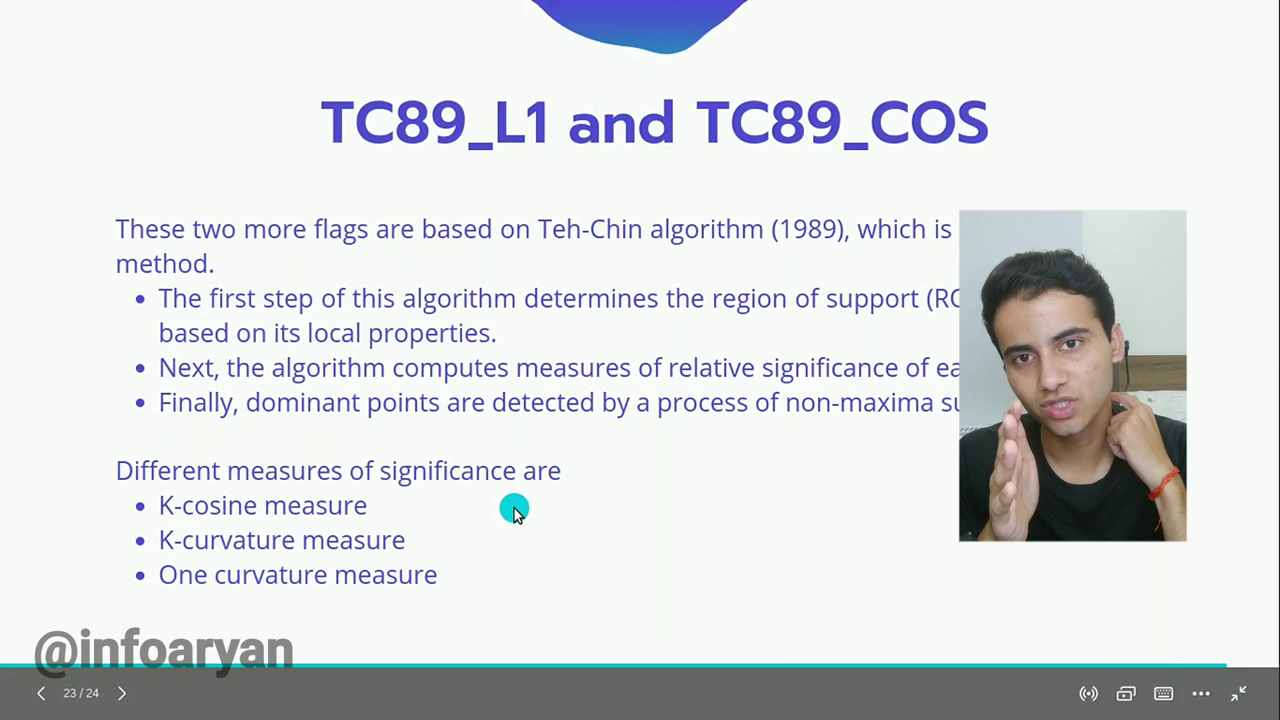 TC89_L1 and TC89_COS
These two more flags are based on Teh-Chin algorithm (1989), which is
method.
The first step of this algorithm determines the region of support
based on its local properties.
Next, the algorithm computes measures of relative significance of
Finally, dominant points are detected by a process of non-maxima
Different measures of significance are
K-cosine measure
K-curvature measure
One curvature measure
@infoaryan
23 / 24